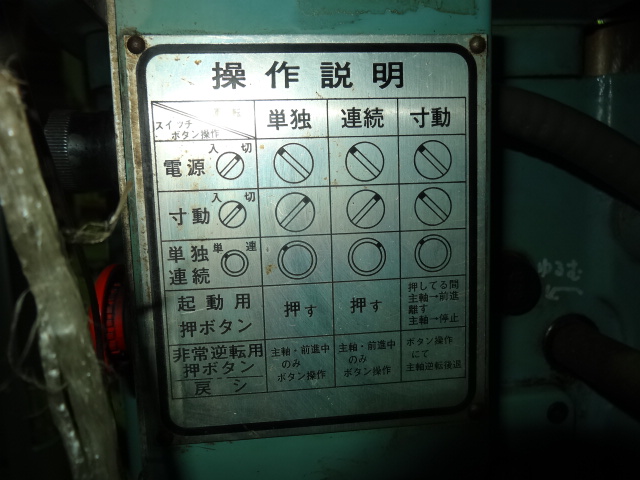 操作説明
スイッチ
ボタン操作
単独 連続 寸動
電源 入 切
寸動 入 切
単独
連続
単 連
起動用
押ボタン
押す 押す
押してる間
主軸→前進
離す
主軸→停止
非常逆転用
押ボタン
戻シ
主軸・前進中
のみ
ボタン操作
主軸・前進中
のみ
ボタン操作
ボタン操作
にて
主軸逆転後退
ゆるむ